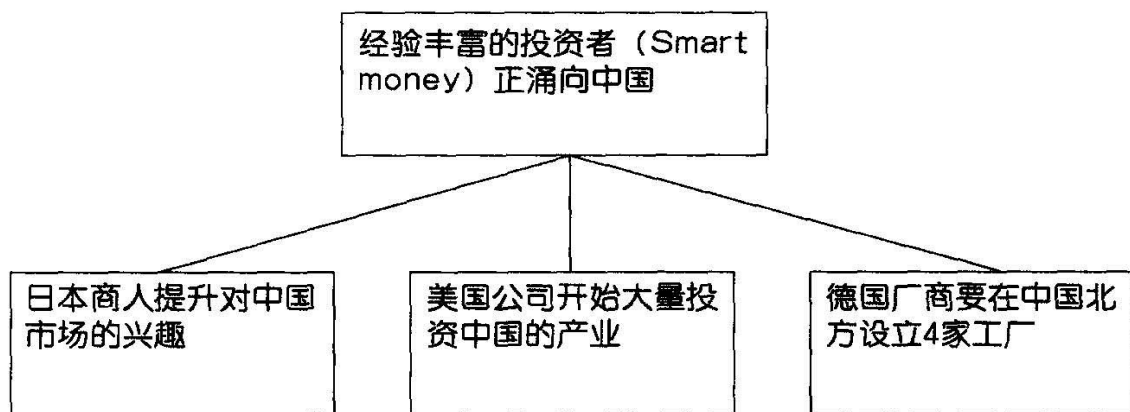 经验丰富的投资者（Smart
money）正涌向中国
日本商人提升对中国
市场的兴趣
美国公司开始大量投
资中国的产业
德国厂商要在中国北
方设立4家工厂